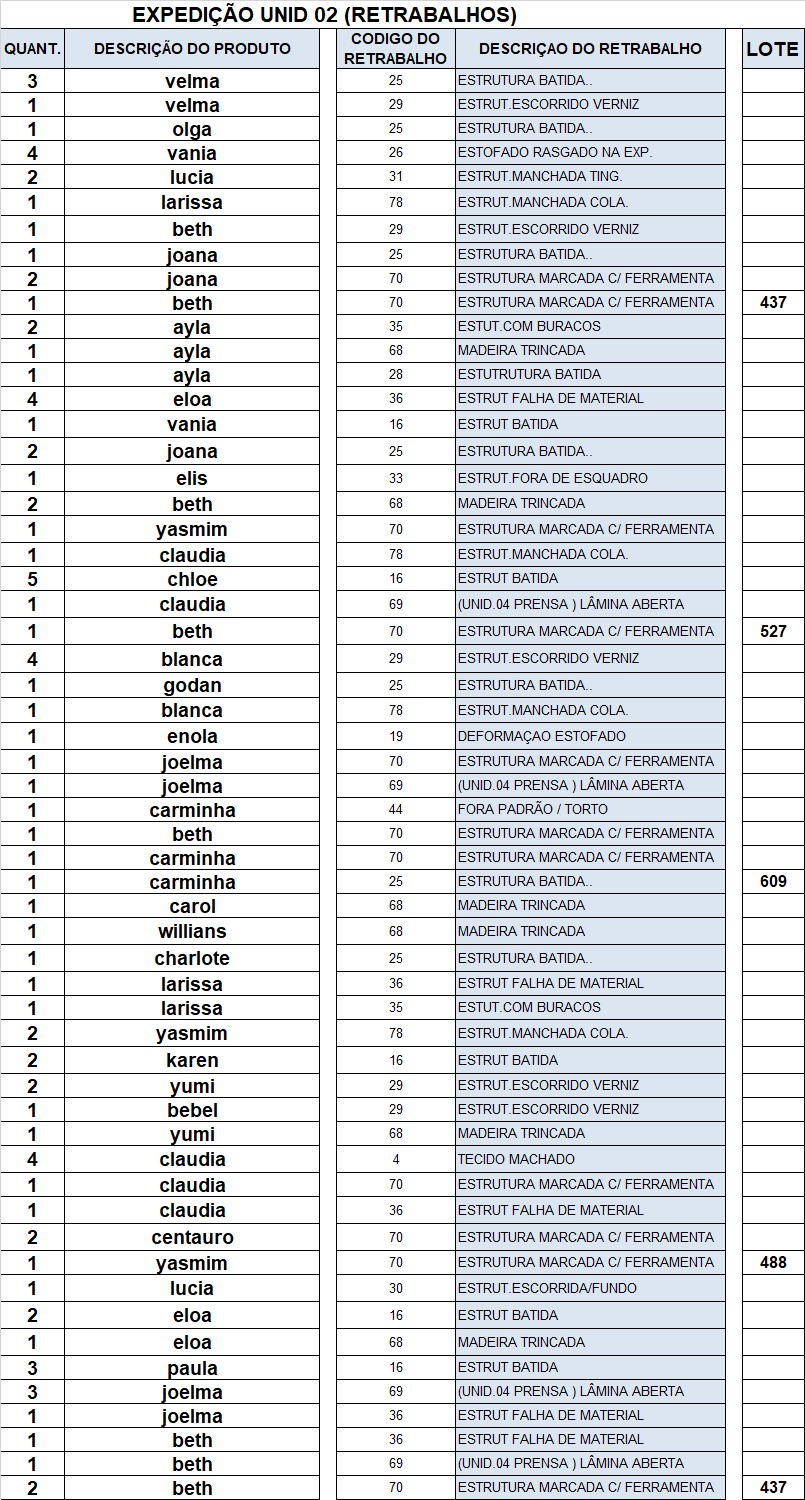 EXPEDIÇÃO UNID 02 (RETRABALHOS)
QUANT. DESCRIÇÃO DO PRODUTO CODIGO DO RETRABALHO DESCRIÇAO DO RETRABALHO LOTE
3 velma 25 ESTRUTURA BATIDA..
1 velma 29 ESTRUT.ESCORRIDO VERNIZ
1 olga 25 ESTRUTURA BATIDA..
4 vania 26 ESTOFADO RASGADO NA EXP.
2 lucia 31 ESTRUT.MANCHADA TING.
1 larissa 78 ESTRUT.MANCHADA COLA.
1 beth 29 ESTRUT.ESCORRIDO VERNIZ
1 joana 25 ESTRUTURA BATIDA..
2 joana 70 ESTRUTURA MARCADA C/ FERRAMENTA
1 beth 70 ESTRUTURA MARCADA C/ FERRAMENTA 437
2 ayla 35 ESTUT.COM BURACOS
1 ayla 68 MADEIRA TRINCADA
1 ayla 28 ESTUTRUTURA BATIDA
4 eloa 36 ESTRUT FALHA DE MATERIAL
1 vania 16 ESTRUT BATIDA
2 joana 25 ESTRUTURA BATIDA..
1 elis 33 ESTRUT.FORA DE ESQUADRO
2 beth 68 MADEIRA TRINCADA
1 yasmim 70 ESTRUTURA MARCADA C/ FERRAMENTA
1 claudia 78 ESTRUT.MANCHADA COLA.
5 chloe 16 ESTRUT BATIDA
1 claudia 69 (UNID.04 PRENSA ) LÂMINA ABERTA
1 beth 70 ESTRUTURA MARCADA C/ FERRAMENTA 527
4 blanca 29 ESTRUT.ESCORRIDO VERNIZ
1 godan 25 ESTRUTURA BATIDA..
1 blanca 78 ESTRUT.MANCHADA COLA.
1 enola 19 DEFORMAÇAO ESTOFADO
1 joelma 70 ESTRUTURA MARCADA C/ FERRAMENTA
1 joelma 69 (UNID.04 PRENSA ) LÂMINA ABERTA
1 carminha 44 FORA PADRÃO / TORTO
1 beth 70 ESTRUTURA MARCADA C/ FERRAMENTA
1 carminha 70 ESTRUTURA MARCADA C/ FERRAMENTA
1 carminha 25 ESTRUTURA BATIDA.. 609
1 carol 68 MADEIRA TRINCADA
1 willians 68 MADEIRA TRINCADA
1 charlote 25 ESTRUTURA BATIDA..
1 larissa 36 ESTRUT FALHA DE MATERIAL
1 larissa 35 ESTUT.COM BURACOS
2 yasmim 78 ESTRUT.MANCHADA COLA.
2 karen 16 ESTRUT BATIDA
2 yumi 29 ESTRUT.ESCORRIDO VERNIZ
1 bebel 29 ESTRUT.ESCORRIDO VERNIZ
1 yumi 68 MADEIRA TRINCADA
4 claudia 4 TECIDO MACHADO
1 claudia 70 ESTRUTURA MARCADA C/ FERRAMENTA
1 claudia 36 ESTRUT FALHA DE MATERIAL
2 centauro 70 ESTRUTURA MARCADA C/ FERRAMENTA
1 yasmim 70 ESTRUTURA MARCADA C/ FERRAMENTA 488
1 lucia 30 ESTRUT.ESCORRIDA/FUNDO
2 eloa 16 ESTRUT BATIDA
1 eloa 68 MADEIRA TRINCADA
3 paula 16 ESTRUT BATIDA
3 joelma 69 (UNID.04 PRENSA ) LÂMINA ABERTA
1 joelma 36 ESTRUT FALHA DE MATERIAL
1 beth 36 ESTRUT FALHA DE MATERIAL
1 beth 69 (UNID.04 PRENSA ) LÂMINA ABERTA
2 beth 70 ESTRUTURA MARCADA C/ FERRAMENTA 437